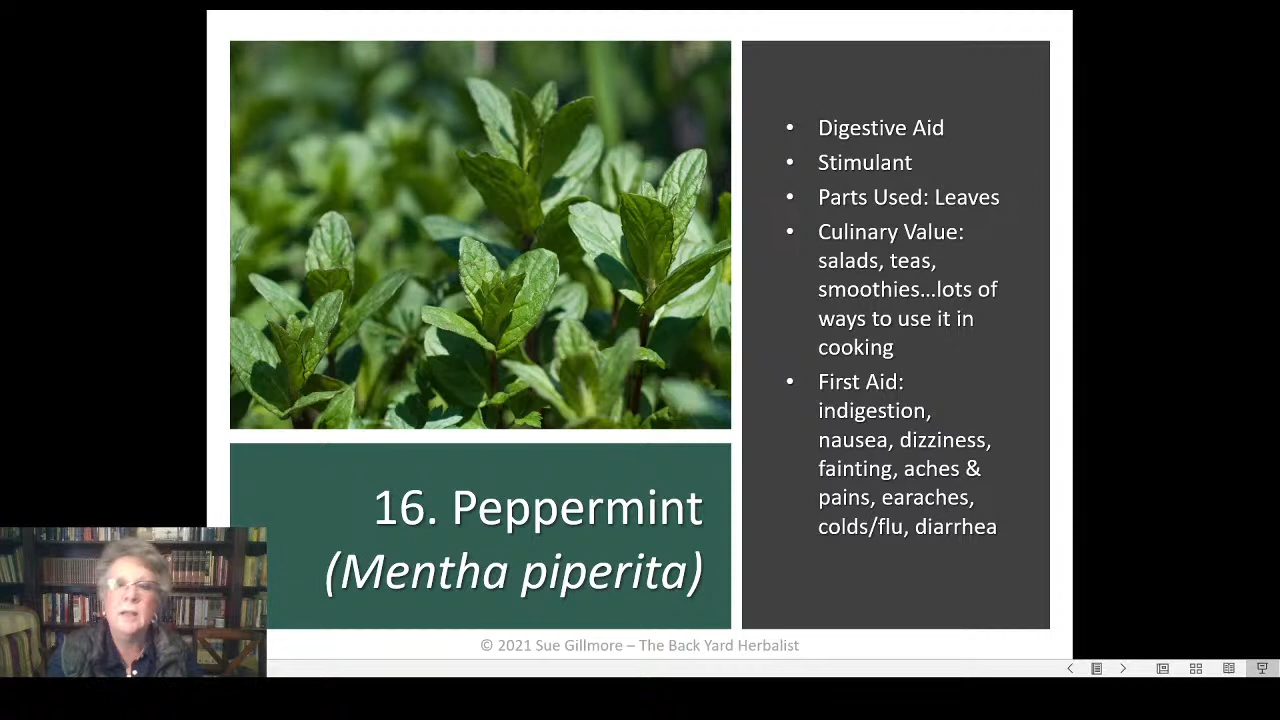 16. Peppermint
(Mentha piperita)
• Digestive Aid
• Stimulant
• Parts Used: Leaves
• Culinary Value:
salads, teas,
smoothies...lots of
ways to use it in
cooking
• First Aid:
indigestion,
nausea, dizziness,
fainting, aches &
pains, earaches,
colds/flu, diarrhea
© 2021 Sue Gillmore – The Back Yard Herbalist